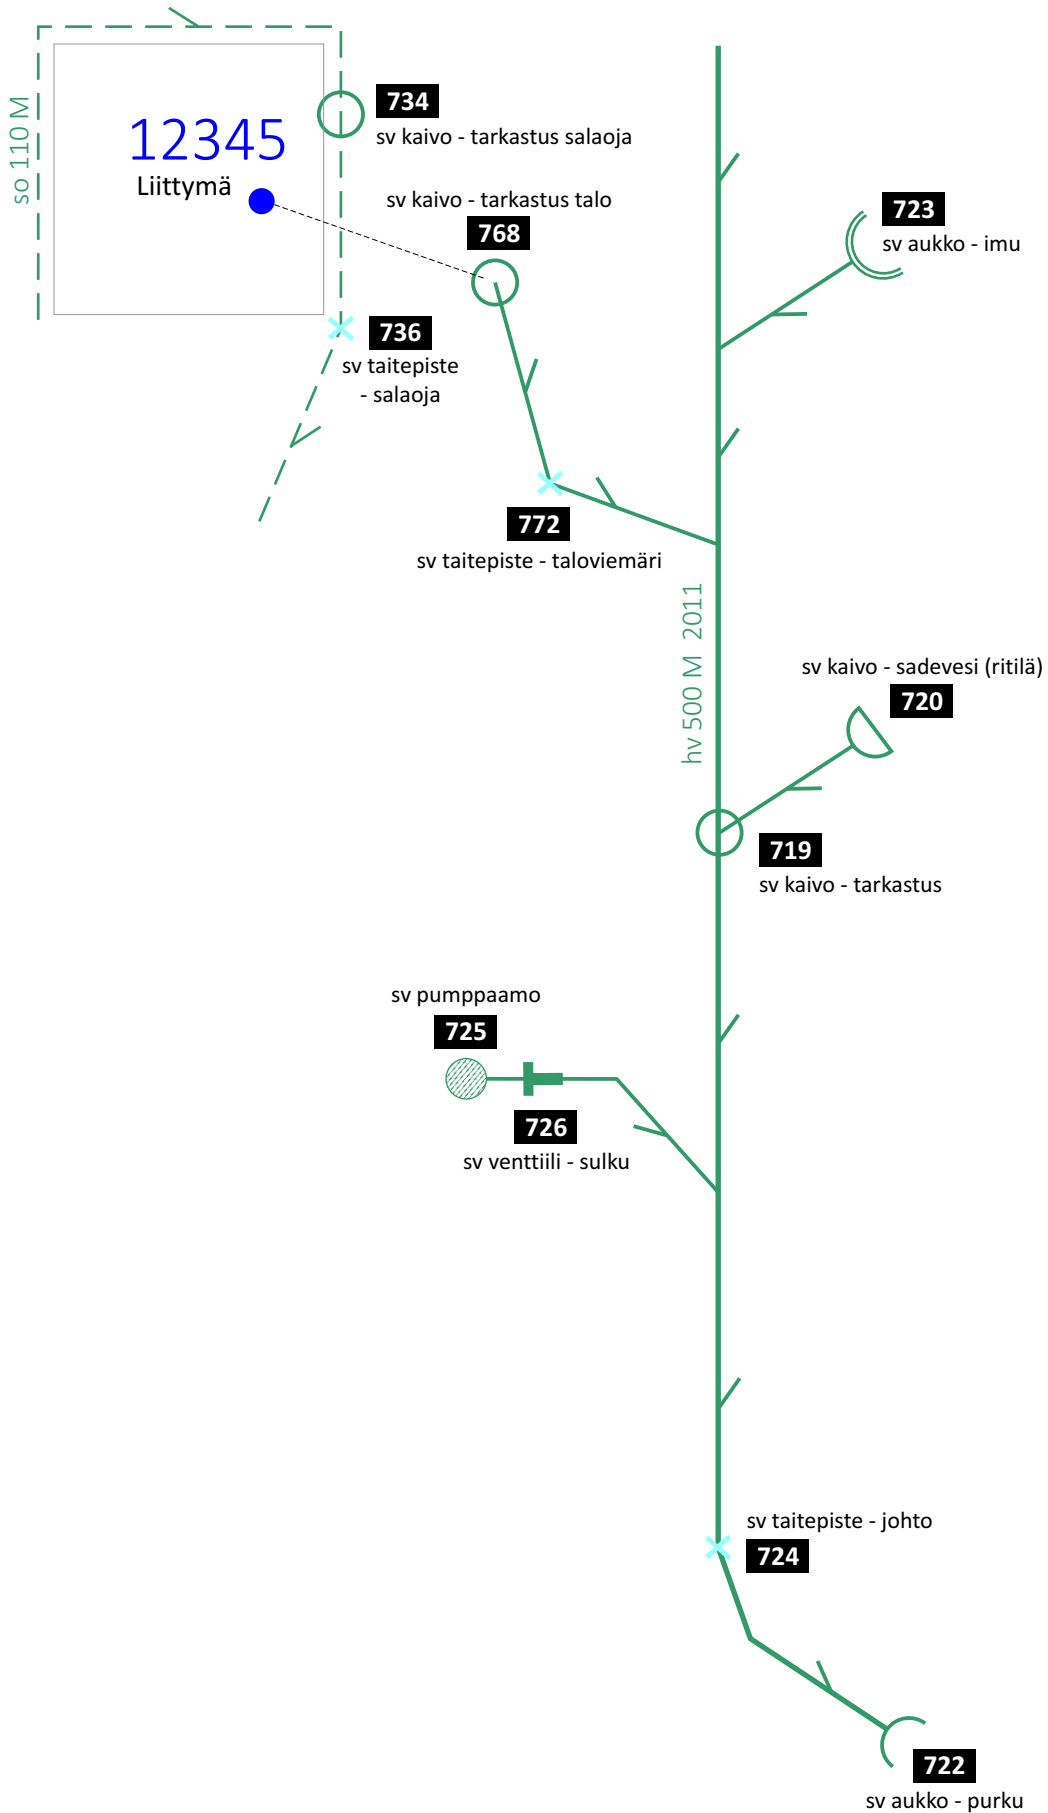 so 110 M
12345
Liittymä
734
sv kaivo - tarkastus salaoja
sv kaivo - tarkastus talo
768
723
sv aukko - imu
736
sv taitepiste
- salaoja
772
sv taitepiste - taloviemäri
hv 500 M 2011
sv kaivo - sadevesi (ritilä)
720
719
sv kaivo - tarkastus
sv pumppaamo
725
726
sv venttiili - sulku
sv taitepiste - johto
724
722
sv aukko - purku